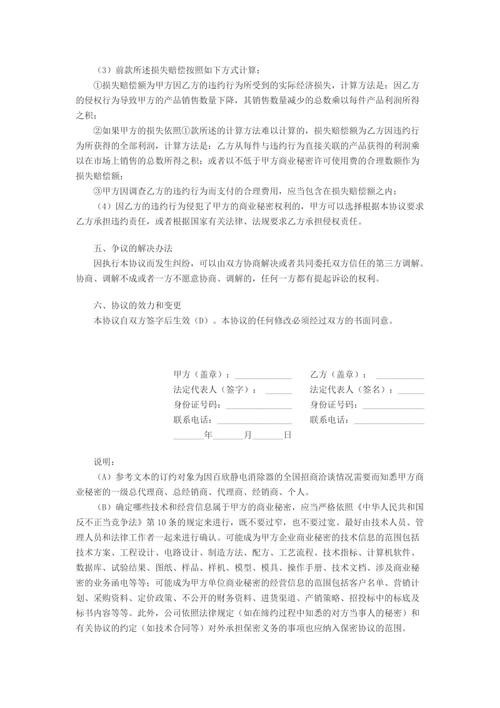 （3）前款所述损失赔偿按照如下方式计算：
①损失赔偿额为甲方因乙方的违约行为所受到的实际经济损失，计算方法是：因乙方
的侵权行为导致甲方的产品销售数量下降，其销售数量减少的总数乘以每件产品利润所得
之积；
②如果甲方的损失依照①款所述的计算方法难以计算的，损失赔偿额为乙方因违约行
为所获得的全部利润，计算方法是：乙方从每件与违约行为直接关联的产品获得的利润乘
以在市场上销售的总数所得之积；或者以不低于甲方商业秘密许可使用费的合理数额作为
损失赔偿额；
③甲方因调查乙方的违约行为而支付的合理费用，应当包含在损失赔偿额之内；
（4）因乙方的违约行为侵犯了甲方的商业秘密权利的，甲方可以选择根据本协议要求
乙方承担违约责任，或者根据国家有关法律、法规要求乙方承担侵权责任。
五、争议的解决办法
因执行本协议而发生纠纷，可以由双方协商解决或者共同委托双方信任的第三方调解。
协商、调解不成或者一方不愿意协商、调解的，任何一方都有提起诉讼的权利。
六、协议的效力和变更
本协议自双方签字后生效（D）。本协议的任何修改必须经过双方的书面同意。
甲方（盖章）：____________ 乙方（盖章）：____________
法定代表人（签字）：______ 法定代表人（签名）：______
身份证号码：______________ 身份证号码：______________
联系电话：________________ 联系电话：________________
______年______月______日
说明：
（A）参考文本的订约对象为因百欣静电消除器的全国招商洽谈情况需要而知悉甲方商
业秘密的一级总代理商、总经销商、代理商、经销商、个人。
（B）确定哪些技术和经营信息属于甲方的商业秘密，应当严格依照《中华人民共和国
反不正当竞争法》第 10 条的规定来进行，既不要过窄，也不要过宽。最好由技术人员、管
理人员和法律工作者一起来进行确认。可能成为甲方企业商业秘密的技术信息的范围包括
技术方案、工程设计、电路设计、制造方法、配方、工艺流程、技术指标、计算机软件、
数据库、试验结果、图纸、样品、样机、模型、模具、操作手册、技术文档、涉及商业秘
密的业务函电等等；可能成为甲方单位商业秘密的经营信息的范围包括客户名单、营销计
划、采购资料、定价政策、不公开的财务资料、进货渠道、产销策略、招投标中的标底及
标书内容等等。此外，公司依照法律规定（如在缔约过程中知悉的对方当事人的秘密）和
有关协议的约定（如技术合同等）对外承担保密义务的事项也应纳入保密协议的范围。